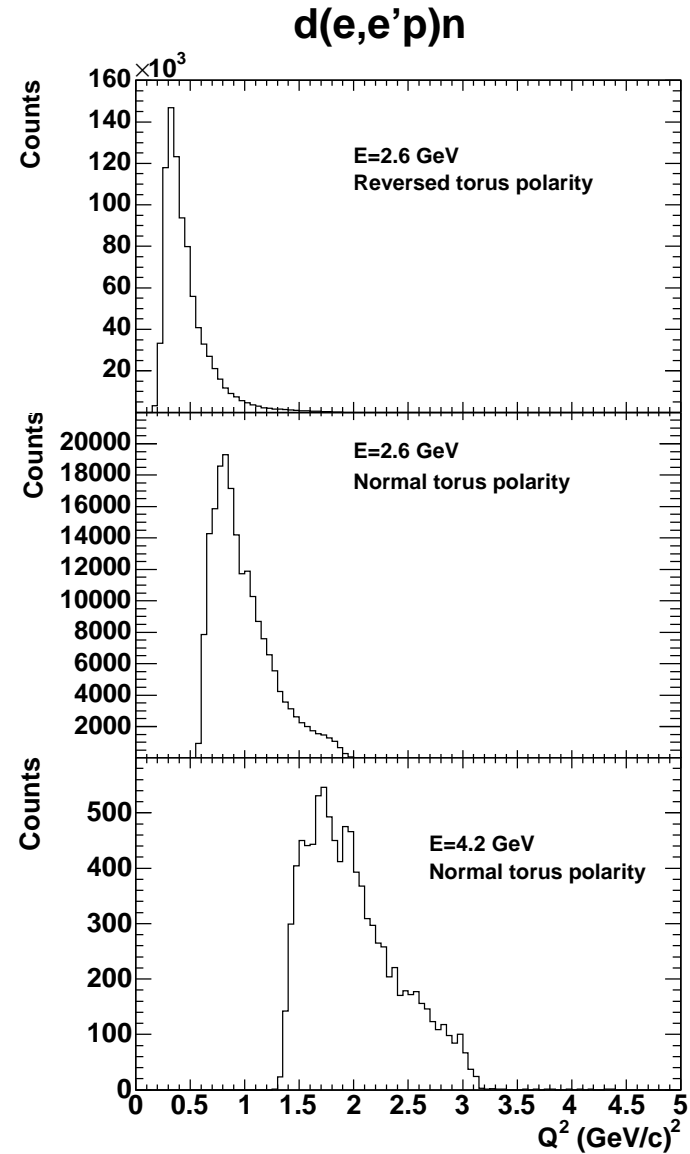 d(e,e'p)n
×10³
160
140
120
100
80
60
40
20
Counts
E=2.6 GeV
Reversed torus polarity
20000
18000
16000
14000
12000
10000
8000
6000
4000
2000
Counts
E=2.6 GeV
Normal torus polarity
500
400
300
200
100
0
Counts
E=4.2 GeV
Normal torus polarity
0 0.5 1 1.5 2 2.5 3 3.5 4 4.5 5
Q² (GeV/c)²